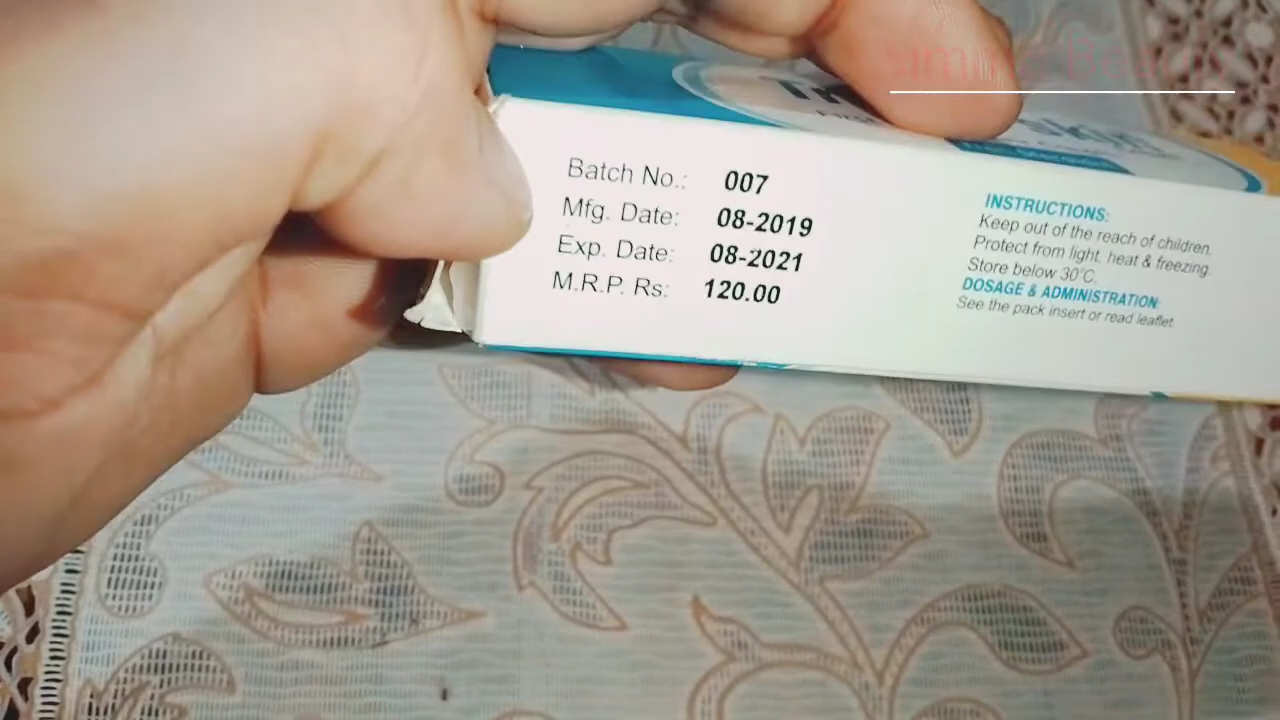 Batch No.: 007
Mfg. Date: 08-2019
Exp. Date: 08-2021
M.R.P. Rs: 120.00
INSTRUCTIONS:
Keep out of the reach of children.
Protect from light, heat & freezing.
Store below 30°C.
DOSAGE & ADMINISTRATION:
See the pack insert or read leaflet.